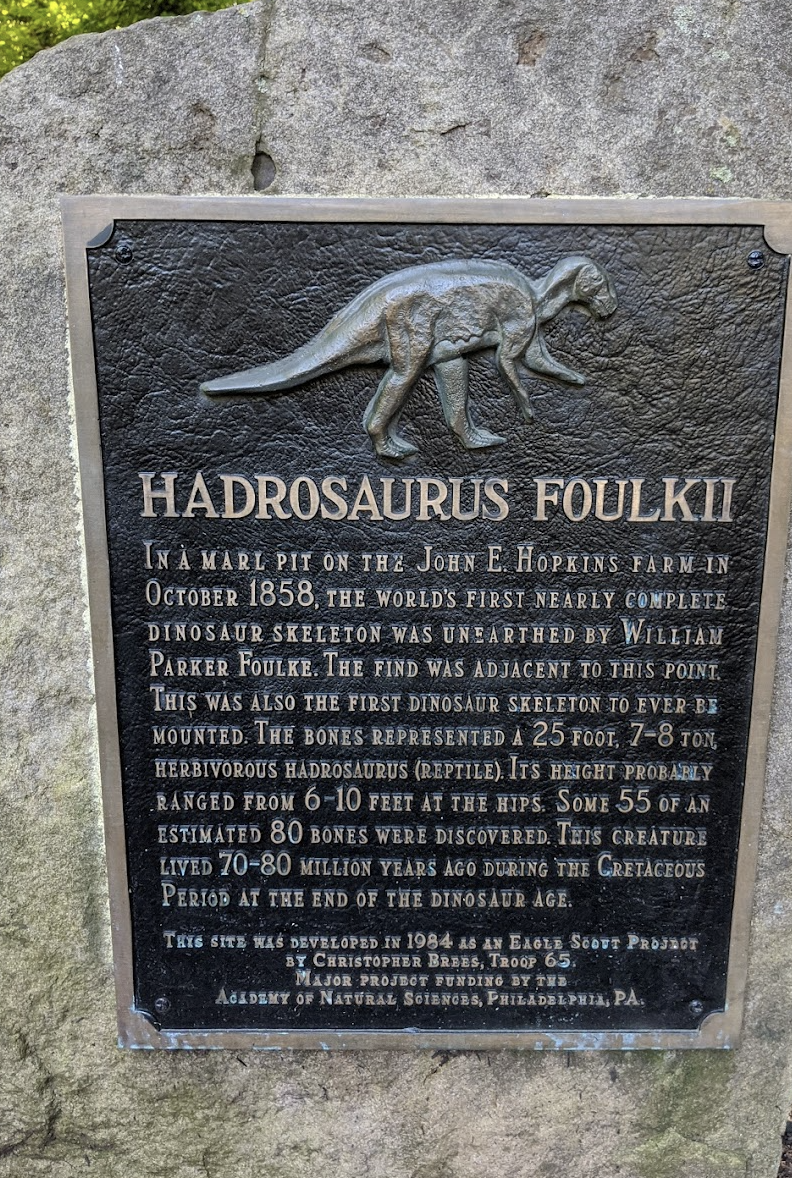 HADROSAURUS FOULKII
IN A MARL PIT ON THE JOHN E. HOPKINS FARM IN
OCTOBER 1858, THE WORLD'S FIRST NEARLY COMPLETE
DINOSAUR SKELETON WAS UNEARTHED BY WILLIAM
PARKER FOULKE. THE FIND WAS ADJACENT TO THIS POINT.
THIS WAS ALSO THE FIRST DINOSAUR SKELETON TO EVER BE
MOUNTED. THE BONES REPRESENTED A 25 FOOT, 7-8 TON,
HERBIVOROUS HADROSAURUS (REPTILE). ITS HEIGHT PROBABLY
RANGED FROM 6-10 FEET AT THE HIPS. SOME 55 OF AN
ESTIMATED 80 BONES WERE DISCOVERED. THIS CREATURE
LIVED 70-80 MILLION YEARS AGO DURING THE CRETACEOUS
PERIOD AT THE END OF THE DINOSAUR AGE.
THIS SITE WAS DEVELOPED IN 1984 AS AN EAGLE SCOUT PROJECT
BY CHRISTOPHER BREES, TROOP 65.
MAJOR PROJECT FUNDING BY THE
ACADEMY OF NATURAL SCIENCES, PHILADELPHIA, PA.